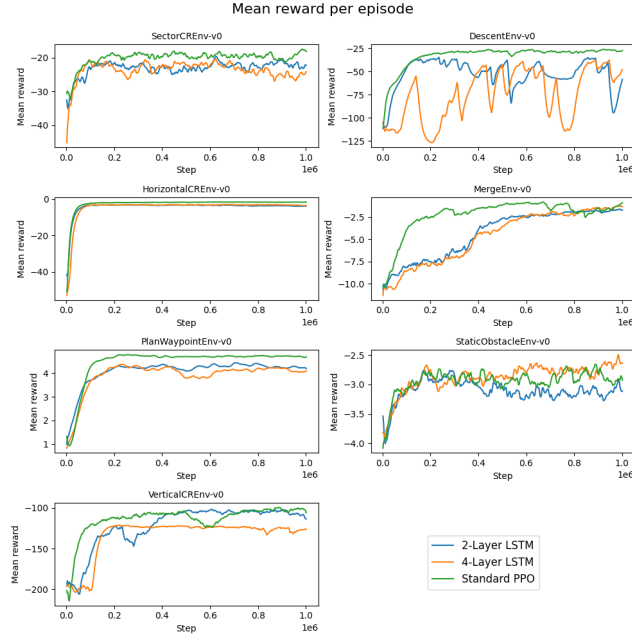 Mean reward per episode
SectorCREnv-v0
Mean reward
−20
−30
−40
0.0 0.2 0.4 0.6 0.8 1.0
Step
1e6
DescentEnv-v0
Mean reward
−25
−50
−75
−100
−125
0.0 0.2 0.4 0.6 0.8 1.0
Step
1e6
HorizontalCREnv-v0
Mean reward
0
−20
−40
0.0 0.2 0.4 0.6 0.8 1.0
Step
1e6
MergeEnv-v0
Mean reward
−2.5
−5.0
−7.5
−10.0
0.0 0.2 0.4 0.6 0.8 1.0
Step
1e6
PlanWaypointEnv-v0
Mean reward
4
3
2
1
0.0 0.2 0.4 0.6 0.8 1.0
Step
1e6
StaticObstacleEnv-v0
Mean reward
−2.5
−3.0
−3.5
−4.0
0.0 0.2 0.4 0.6 0.8 1.0
Step
1e6
VerticalCREnv-v0
Mean reward
−100
−150
−200
0.0 0.2 0.4 0.6 0.8 1.0
Step
1e6
2-Layer LSTM
4-Layer LSTM
Standard PPO